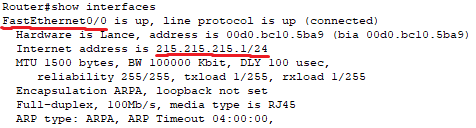 Router#show interfaces
FastEthernet0/0 is up, line protocol is up (connected)
Hardware is Lance, address is 00d0.bc10.5ba9 (bia 00d0.bc10.5ba9)
Internet address is 215.215.215.1/24
MTU 1500 bytes, BW 100000 Kbit, DLY 100 usec,
reliability 255/255, txload 1/255, rxload 1/255
Encapsulation ARPA, loopback not set
Full-duplex, 100Mb/s, media type is RJ45
ARP type: ARPA, ARP Timeout 04:00:00,